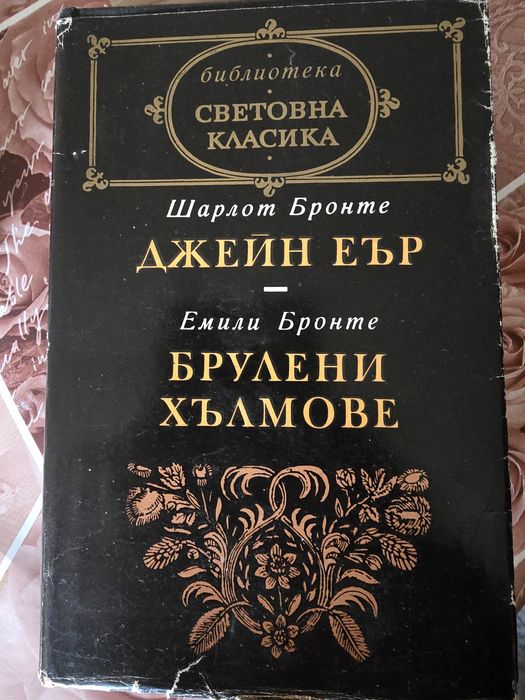 библиотека
СВЕТОВНА
КЛАСИКА
Шарлот Бронте
ДЖЕЙН ЕЪР
Емили Бронте
БРУЛЕНИ
ХЪЛМОВЕ